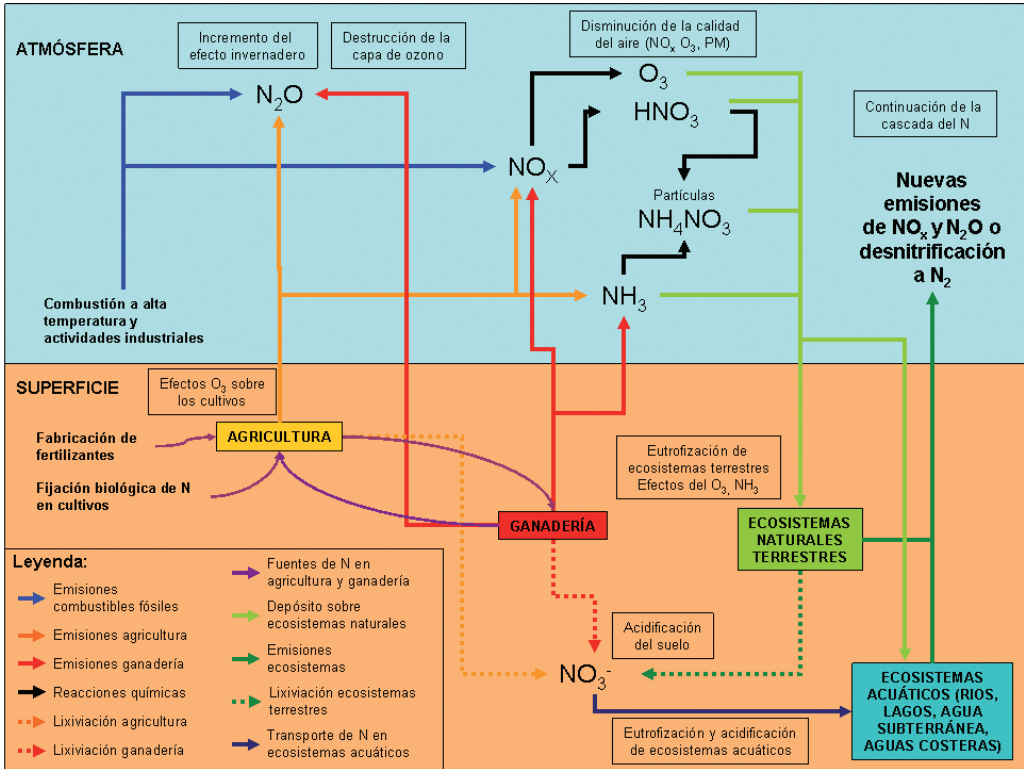 ATMÓSFERA
Incremento del
efecto invernadero
Destrucción de la
capa de ozono
Disminución de la calidad
del aire (NOx O3, PM)
N2O
O3
HNO3
Continuación de la
cascada del N
NOX
Partículas
NH4NO3
Nuevas
emisiones
de NOx y N2O o
desnitrificación
a N2
NH3
Combustión a alta
temperatura y
actividades industriales
SUPERFICIE
Efectos O3 sobre
los cultivos
Fabricación de
fertilizantes
AGRICULTURA
Fijación biológica de N
en cultivos
Eutrofización de
ecosistemas terrestres
Efectos del O3, NH3
GANADERÍA
ECOSISTEMAS
NATURALES
TERRESTRES
Leyenda:
Emisiones
combustibles fósiles
Emisiones agricultura
Emisiones ganadería
Reacciones químicas
Lixiviación agricultura
Lixiviación ganadería
Fuentes de N en
agricultura y ganadería
Depósito sobre
ecosistemas naturales
Emisiones
ecosistemas
Lixiviación ecosistemas
terrestres
Transporte de N en
ecosistemas acuáticos
Acidificación
del suelo
NO3-
Eutrofización y acidificación
de ecosistemas acuáticos
ECOSISTEMAS
ACUÁTICOS (RIOS,
LAGOS, AGUA
SUBTERRÁNEA,
AGUAS COSTERAS)